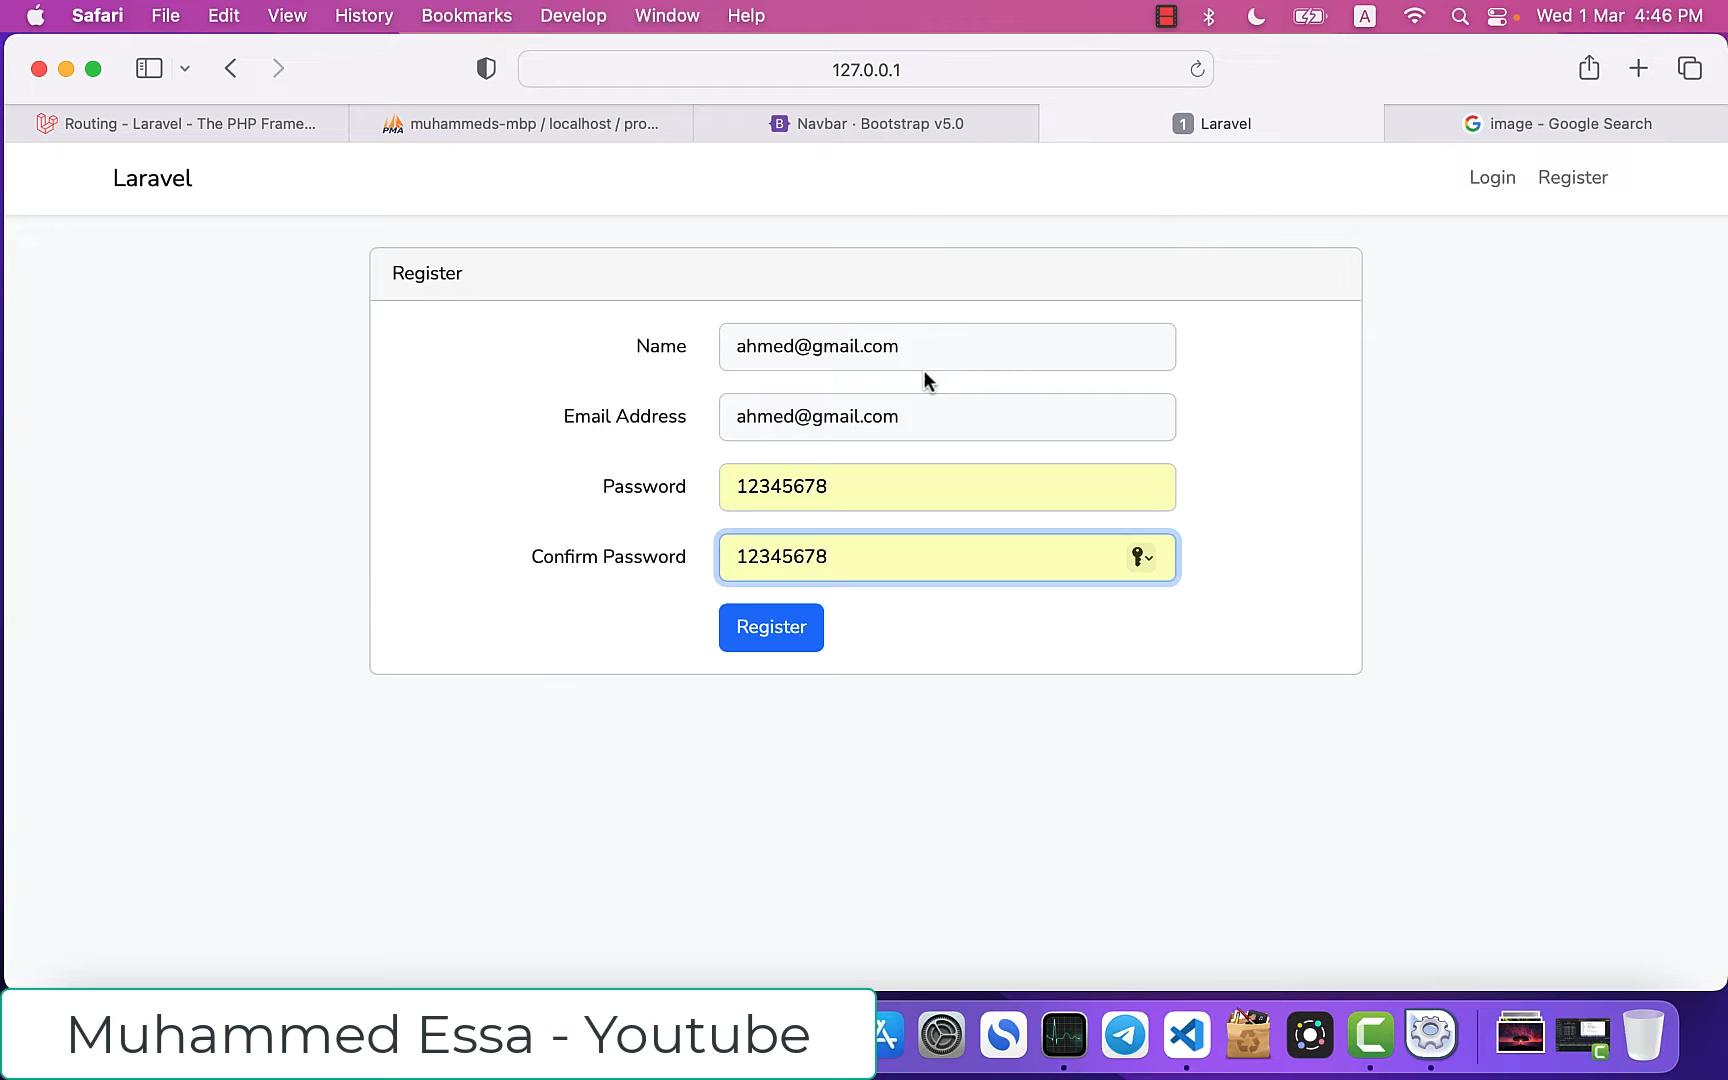 Safari File Edit View History Bookmarks Develop Window Help A Wed 1 Mar 4:46 PM
127.0.0.1
Routing - Laravel - The PHP Frame... PMA muhammeds-mbp / localhost / pro... B Navbar · Bootstrap v5.0 1 Laravel G image - Google Search
Laravel Login Register
Register
Name ahmed@gmail.com
Email Address ahmed@gmail.com
Password 12345678
Confirm Password 12345678
Register
Muhammed Essa - Youtube